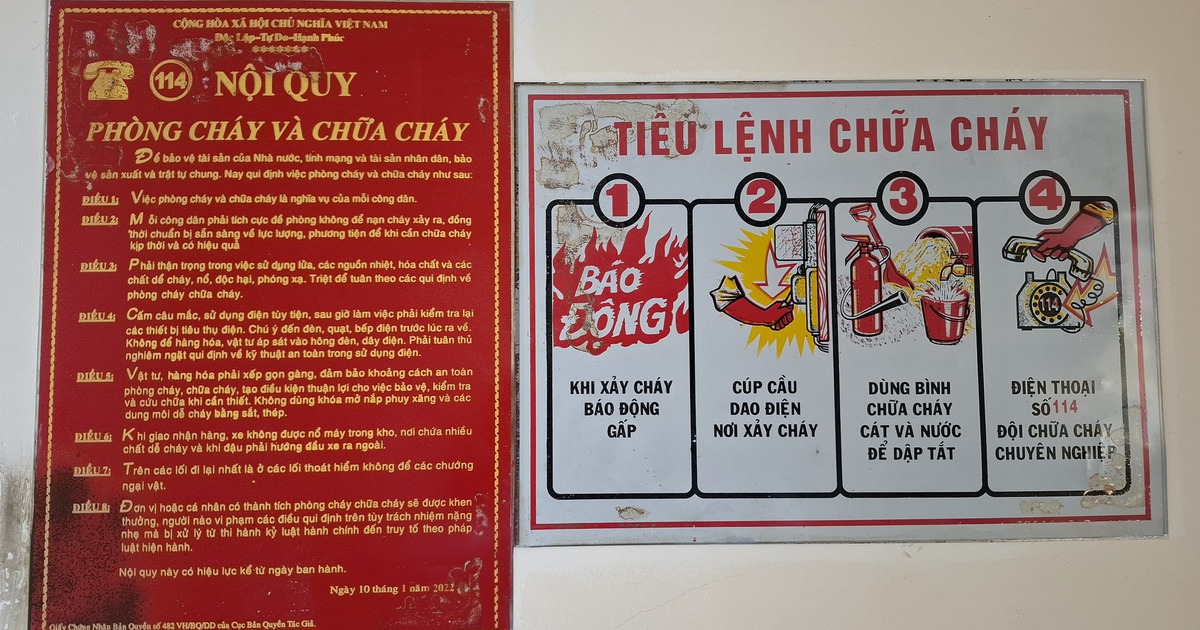 CỘNG HÒA XÃ HỘI CHỦ NGHĨA VIỆT NAM
Độc Lập-Tự Do-Hạnh Phúc
114 NỘI QUY
PHÒNG CHÁY VÀ CHỮA CHÁY
Để bảo vệ tài sản của Nhà nước, tính mạng và tài sản nhân dân, bảo
vệ sản xuất và trật tự chung. Nay qui định việc phòng cháy và chữa cháy như sau:
ĐIỀU 1: Việc phòng cháy và chữa cháy là nghĩa vụ của mỗi công dân.
ĐIỀU 2: Mỗi công dân phải tích cực đề phòng không để nạn cháy xảy ra, đồng
thời chuẩn bị sẵn sàng về lực lượng, phương tiện để khi cần chữa cháy
kịp thời và có hiệu quả
ĐIỀU 3: Phải thận trọng trong việc sử dụng lửa, các nguồn nhiệt, hóa chất và các
chất dễ cháy, nổ, độc hại, phóng xạ. Triệt để tuân theo các qui định về
phòng cháy chữa cháy.
ĐIỀU 4: Cấm câu mắc, sử dụng điện tùy tiện, sau giờ làm việc phải kiểm tra lại
các thiết bị tiêu thụ điện. Chú ý đến đèn, quạt, bếp điện trước lúc ra về.
Không để hàng hóa, vật tư áp sát vào hông đèn, dây điện. Phải tuân thủ
nghiêm ngặt qui định về kỹ thuật an toàn trong sử dụng điện.
ĐIỀU 5: Vật tư, hàng hóa phải xếp gọn gàng, đảm bảo khoảng cách an toàn
phòng cháy, chữa cháy, tạo điều kiện thuận lợi cho việc bảo vệ, kiểm tra
và cứu chữa khi cần thiết. Không dùng khóa mở nắp phuy xăng và các
dung môi dễ cháy bằng sắt, thép.
ĐIỀU 6: Khi giao nhận hàng, xe không được nổ máy trong kho, nơi chứa nhiều
chất dễ cháy và khi đậu phải hướng đầu xe ra ngoài.
ĐIỀU 7: Trên các lối đi lại nhất là ở các lối thoát hiểm không để các chướng
ngại vật.
ĐIỀU 8: Đơn vị hoặc cá nhân có thành tích phòng cháy chữa cháy sẽ được khen
thưởng, người nào vi phạm các điều qui định trên tùy trách nhiệm nặng
nhẹ mà bị xử lý từ thi hành kỷ luật hành chính đến truy tố theo pháp
luật hiện hành.
Nội quy này có hiệu lực kể từ ngày ban hành.
Ngày 10 tháng 1 năm 2022
Giấy Chứng Nhận Bản Quyền số 482 VH/BQ/DD của Cục Bản Quyền Tác Giả.
TIÊU LỆNH CHỮA CHÁY
1
BÁO
ĐỘNG
KHI XẢY CHÁY
BÁO ĐỘNG
GẤP
2
CÚP CẦU
DAO ĐIỆN
NƠI XẢY CHÁY
3
DÙNG BÌNH
CHỮA CHÁY
CÁT VÀ NƯỚC
ĐỂ DẬP TẮT
4
114
ĐIỆN THOẠI
SỐ 114
ĐỘI CHỮA CHÁY
CHUYÊN NGHIỆP